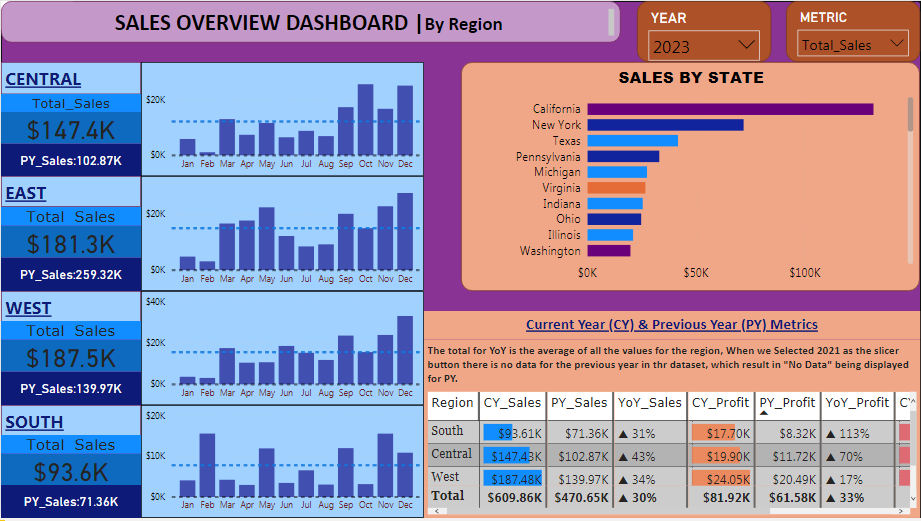 SALES OVERVIEW DASHBOARD |By Region
YEAR
2023
METRIC
Total_Sales
CENTRAL
Total_Sales
$147.4K
PY_Sales:102.87K
$20K
$0K
Jan Feb Mar Apr May Jun Jul Aug Sep Oct Nov Dec
EAST
Total Sales
$181.3K
PY_Sales:259.32K
$20K
$0K
Jan Feb Mar Apr May Jun Jul Aug Sep Oct Nov Dec
WEST
Total Sales
$187.5K
PY_Sales:139.97K
$40K
$20K
$0K
Jan Feb Mar Apr May Jun Jul Aug Sep Oct Nov Dec
SOUTH
Total Sales
$93.6K
PY_Sales:71.36K
$20K
$10K
$0K
Jan Feb Mar Apr May Jun Jul Aug Sep Oct Nov Dec
SALES BY STATE
California
New York
Texas
Pennsylvania
Michigan
Virginia
Indiana
Ohio
Illinois
Washington
$0K $50K $100K
Current Year (CY) & Previous Year (PY) Metrics
The total for YoY is the average of all the values for the region, When we Selected 2021 as the slicer
button there is no data for the previous year in thr dataset, which result in "No Data" being displayed
for PY.
Region CY_Sales PY_Sales YoY_Sales CY_Profit PY_Profit YoY_Profit CY
South $93.61K $71.36K ▲ 31% $17.70K $8.32K ▲ 113%
Central $147.43K $102.87K ▲ 43% $19.90K $11.72K ▲ 70%
West $187.48K $139.97K ▲ 34% $24.05K $20.49K ▲ 17%
Total $609.86K $470.65K ▲ 30% $81.92K $61.58K ▲ 33%